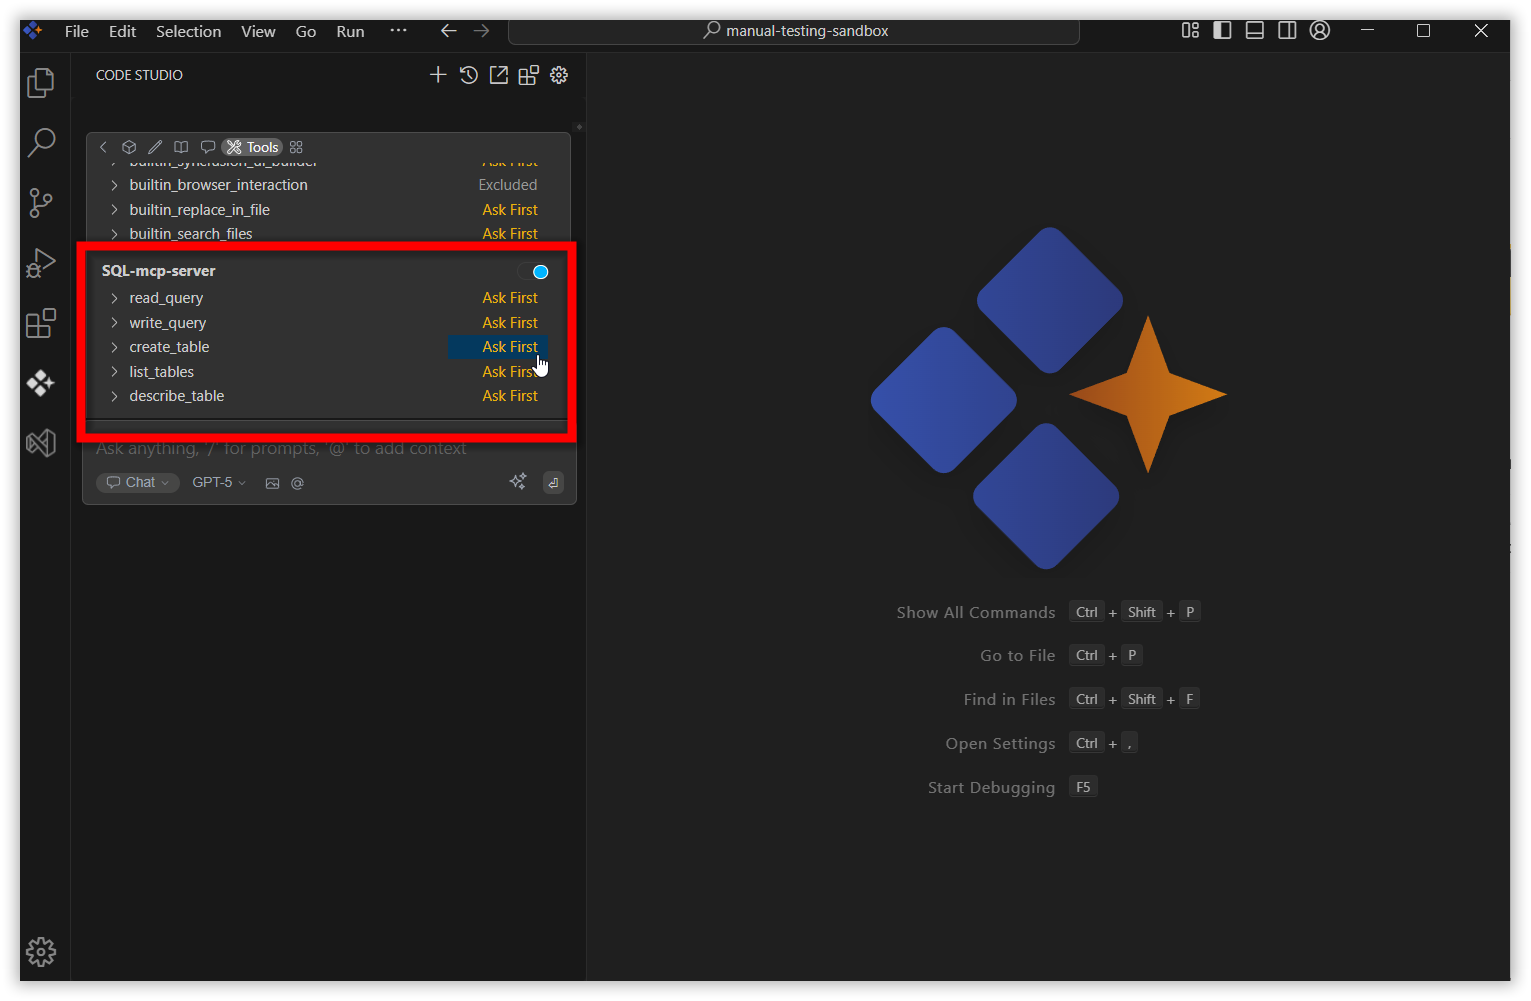 File Edit Selection View Go Run ··· manual-testing-sandbox
CODE STUDIO
Tools
builtin_syncfusion_ui_builder Ask First
builtin_browser_interaction Excluded
builtin_replace_in_file Ask First
builtin_search_files Ask First
SQL-mcp-server
read_query Ask First
write_query Ask First
create_table Ask First
list_tables Ask First
describe_table Ask First
Ask anything, '/' for prompts, '@' to add context
Chat GPT-5 @
Show All Commands Ctrl + Shift + P
Go to File Ctrl + P
Find in Files Ctrl + Shift + F
Open Settings Ctrl + ,
Start Debugging F5